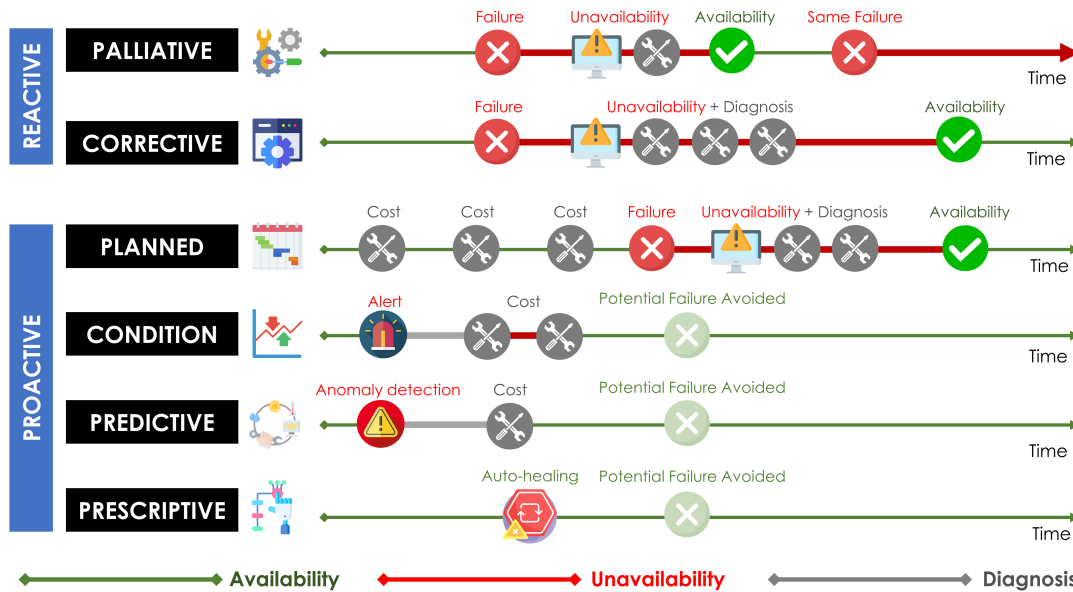 REACTIVE
PALLIATIVE
Failure
Unavailability
Availability
Same Failure
Time
CORRECTIVE
Failure
Unavailability + Diagnosis
Availability
Time
PROACTIVE
PLANNED
Cost
Cost
Cost
Failure
Unavailability + Diagnosis
Availability
Time
CONDITION
Alert
Cost
Potential Failure Avoided
Time
PREDICTIVE
Anomaly detection
Cost
Potential Failure Avoided
Time
PRESCRIPTIVE
Auto-healing
Potential Failure Avoided
Time
Availability
Unavailability
Diagnosis